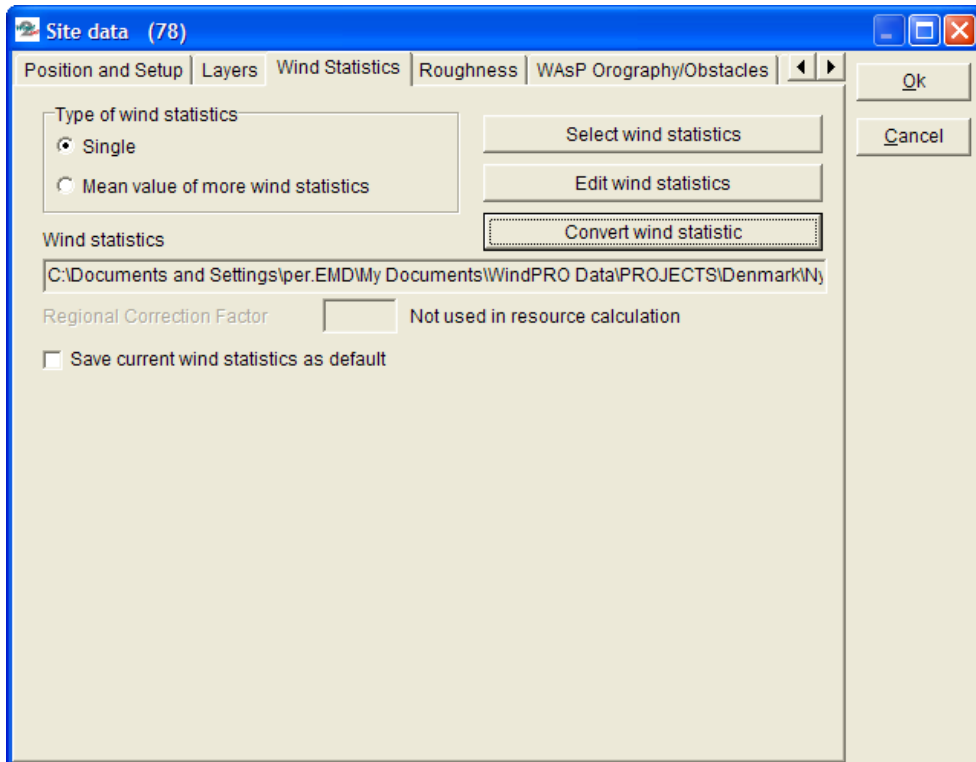 Site data (78)
Position and Setup Layers Wind Statistics Roughness WAsP Orography/Obstacles
Ok
Cancel
Type of wind statistics
Single
Mean value of more wind statistics
Select wind statistics
Edit wind statistics
Convert wind statistic
Wind statistics
C:\Documents and Settings\per.EMD\My Documents\WindPRO Data\PROJECTS\Denmark\Ny
Regional Correction Factor Not used in resource calculation
Save current wind statistics as default